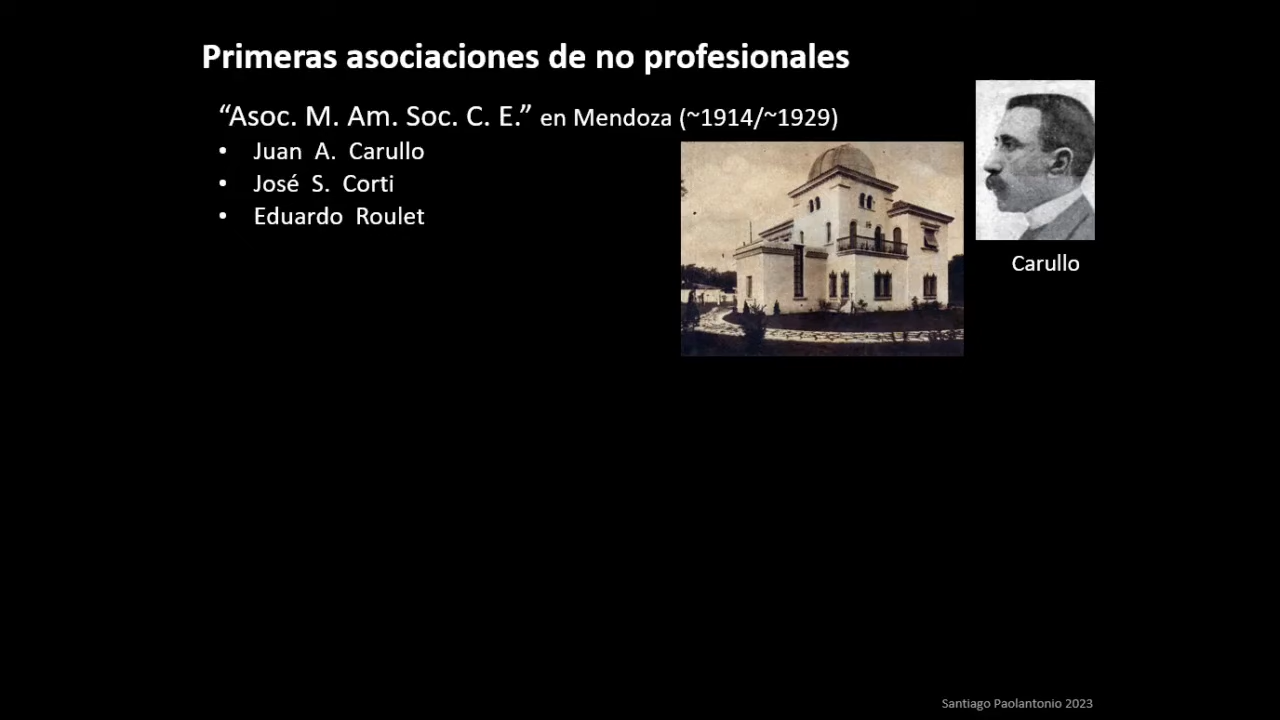 Primeras asociaciones de no profesionales
“Asoc. M. Am. Soc. C. E.” en Mendoza (~1914/~1929)
• Juan A. Carullo
• José S. Corti
• Eduardo Roulet
Carullo
Santiago Paolantonio 2023